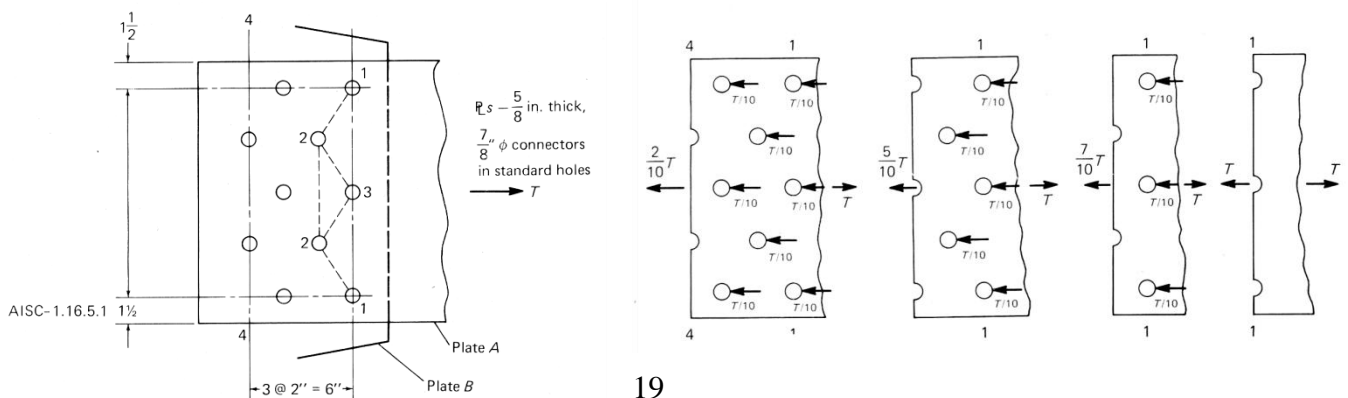 1 1/2
4
1
2
3
2
1
4
AISC-1.16.5.1 1½
℞s – 5/8 in. thick,
7/8" ϕ connectors
in standard holes
T
Plate A
Plate B
3 @ 2" = 6"
19
4 1
T/10 T/10
T/10
2/10 T
T/10 T/10 T
T/10
T/10 T/10
4 1
1
T/10
T/10
5/10 T
T/10 T
T/10
T/10
1
1
T/10
7/10 T
T/10 T
T/10
1
1
T T
1